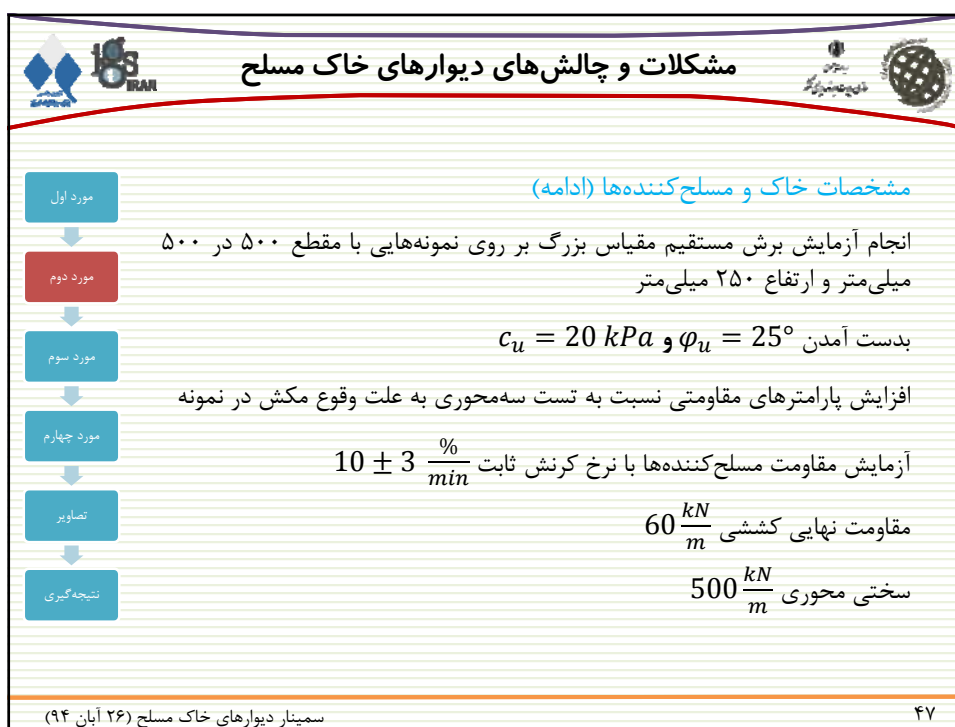 IGS
IRAN
مشکلات و چالش‌های دیوارهای خاک مسلح
مورد اول
مورد دوم
مورد سوم
مورد چهارم
تصاویر
نتیجه‌گیری
مشخصات خاک و مسلح‌کننده‌ها (ادامه)
انجام آزمایش برش مستقیم مقیاس بزرگ بر روی نمونه‌هایی با مقطع ۵۰۰ در ۵۰۰
میلی‌متر و ارتفاع ۲۵۰ میلی‌متر
بدست آمدن φ_u = 25° و c_u = 20 kPa
افزایش پارامترهای مقاومتی نسبت به تست سه‌محوری به علت وقوع مکش در نمونه
آزمایش مقاومت مسلح‌کننده‌ها با نرخ کرنش ثابت 10 ± 3 %/min
مقاومت نهایی کششی 60 kN/m
سختی محوری 500 kN/m
سمینار دیوارهای خاک مسلح (۲۶ آبان ۹۴)
۴۷